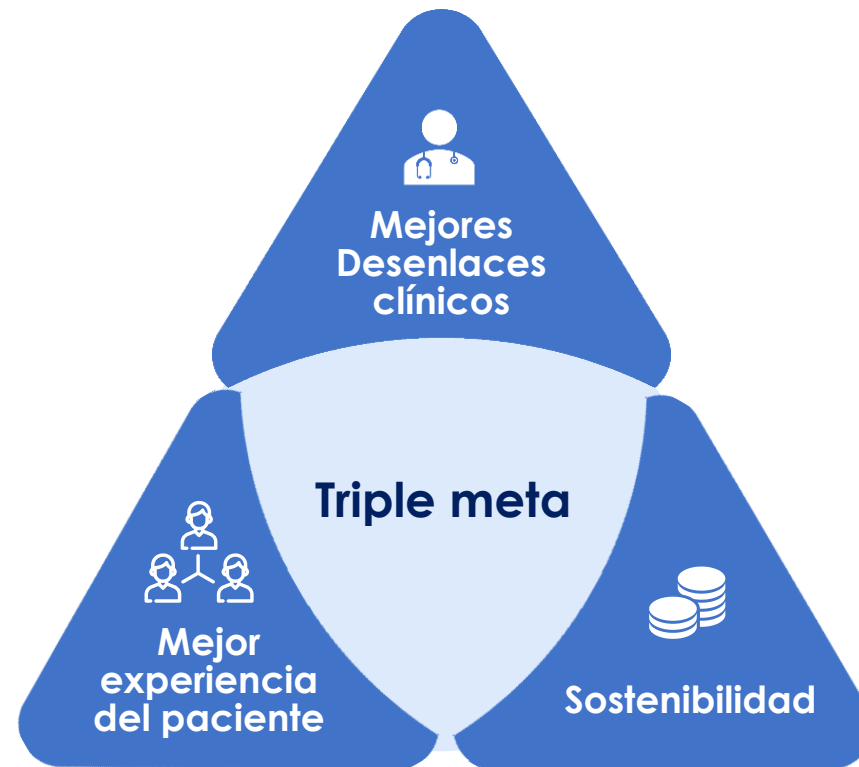 Mejores
Desenlaces
clínicos
Triple meta
Mejor
experiencia
del paciente
Sostenibilidad